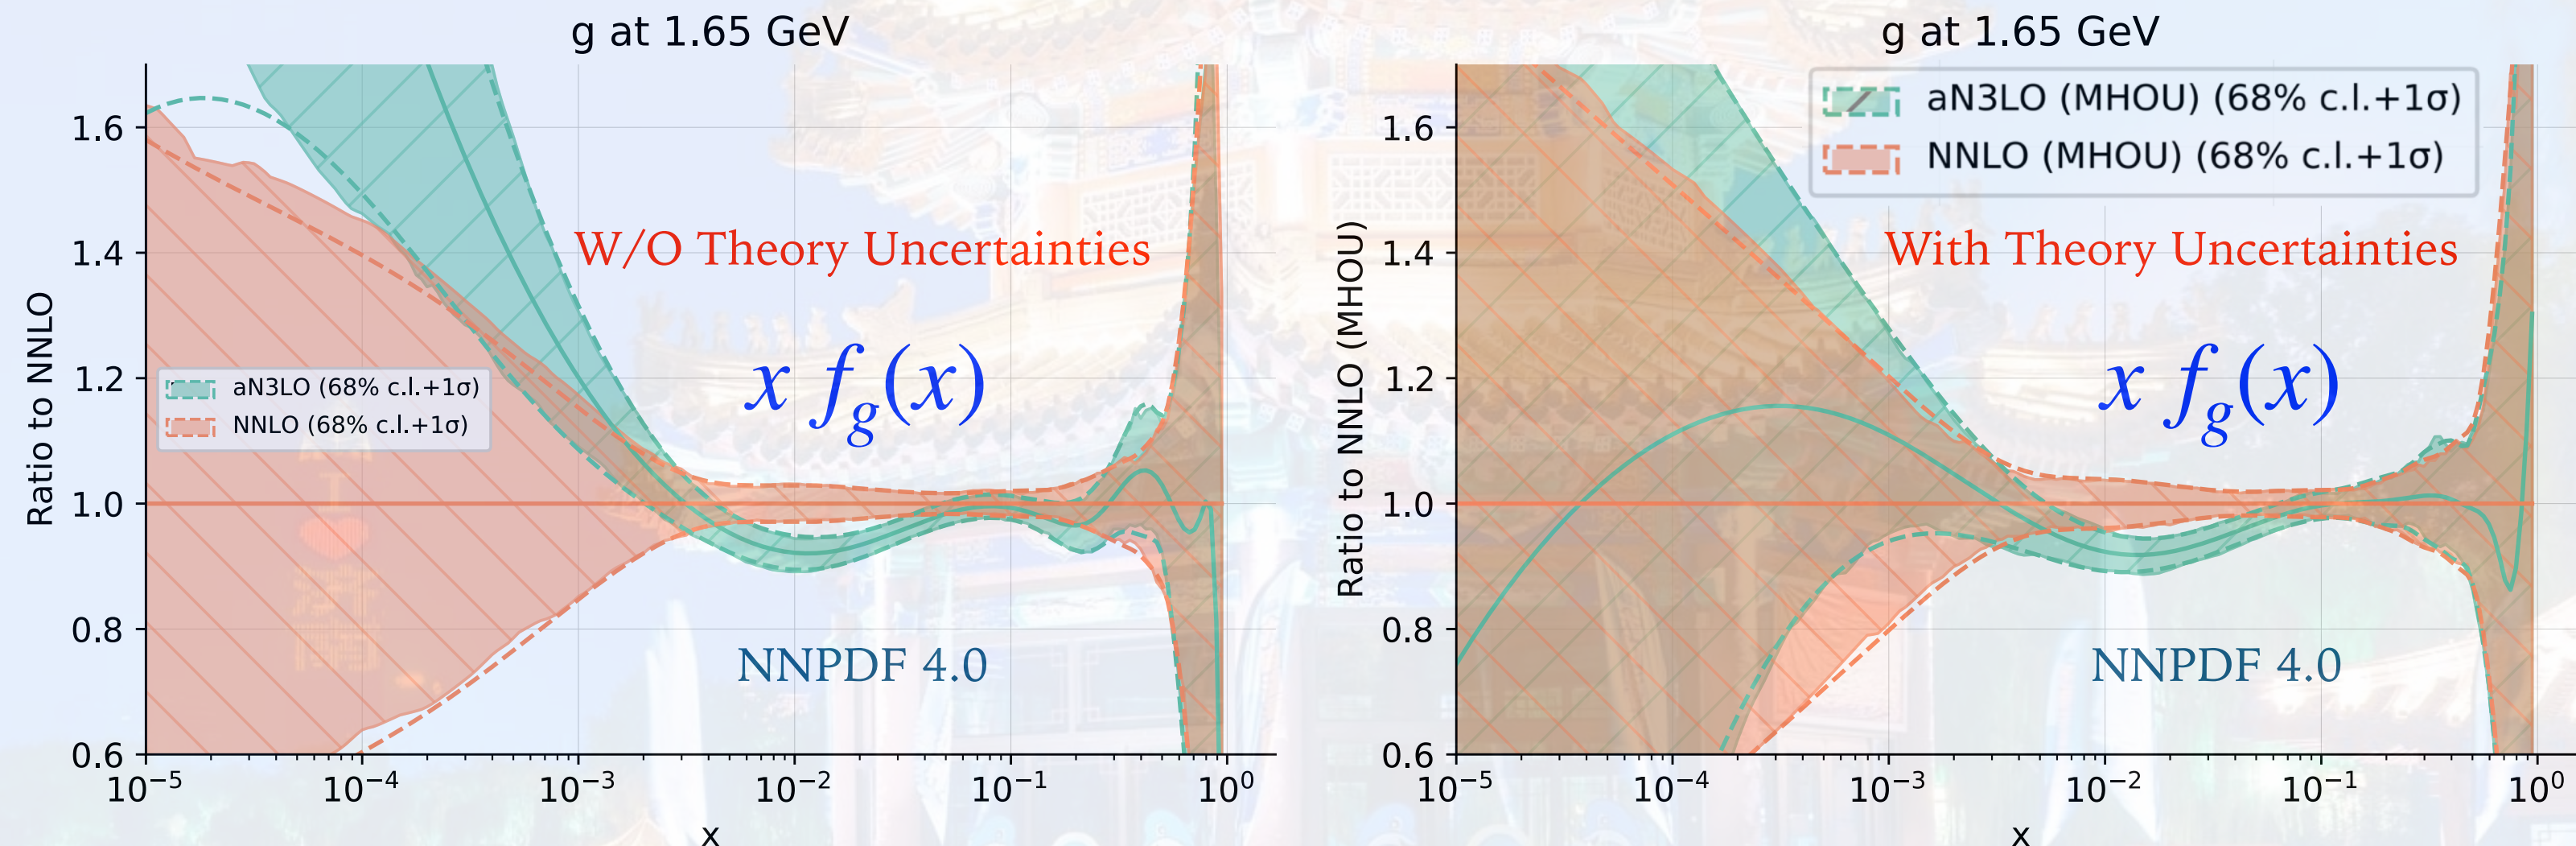 g at 1.65 GeV
1.6
1.4
1.2
1.0
0.8
0.6
Ratio to NNLO
W/O Theory Uncertainties
aN3LO (68% c.l.+1σ)
NNLO (68% c.l.+1σ)
x f_g(x)
NNPDF 4.0
10⁻⁵ 10⁻⁴ 10⁻³ 10⁻² 10⁻¹ 10⁰
x
g at 1.65 GeV
aN3LO (MHOU) (68% c.l.+1σ)
NNLO (MHOU) (68% c.l.+1σ)
1.6
1.4
1.2
1.0
0.8
0.6
Ratio to NNLO (MHOU)
With Theory Uncertainties
x f_g(x)
NNPDF 4.0
10⁻⁵ 10⁻⁴ 10⁻³ 10⁻² 10⁻¹ 10⁰
x